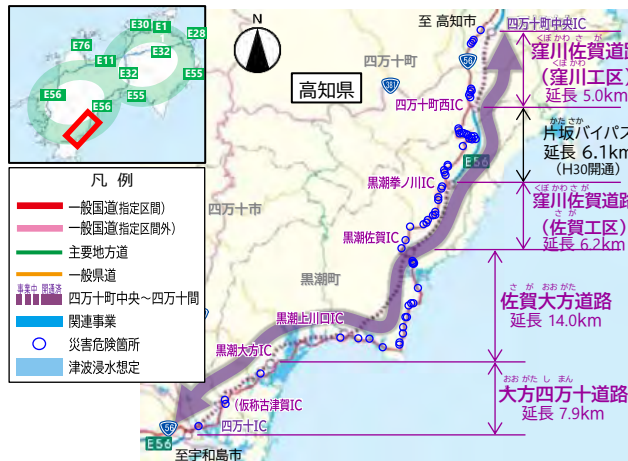 E76
E30
E1
E28
E11
E32
E32
E55
E56
E56
E55
凡 例
一般国道(指定区間)
一般国道(指定区間外)
主要地方道
一般県道
事業中 開通済
四万十町中央～四万十間
関連事業
災害危険箇所
津波浸水想定
N
高知県
至 高知市
四万十町中央IC
56
四万十町
381
四万十町西IC
E56
黒潮拳ノ川IC
四万十市
黒潮佐賀IC
黒潮町
黒潮上川口IC
黒潮大方IC
(仮称古津賀IC
四万十IC
56
E56
至宇和島市
くぼかわ さ が
窪川佐賀道路
くぼかわ
(窪川工区)
延長 5.0km
かたさか
片坂バイパス
延長 6.1km
(H30開通)
くぼかわ さ が
窪川佐賀道路
さ が
(佐賀工区)
延長 6.2km
さ が おおがた
佐賀大方道路
延長 14.0km
おおがた し まん
大方四万十道路
延長 7.9km